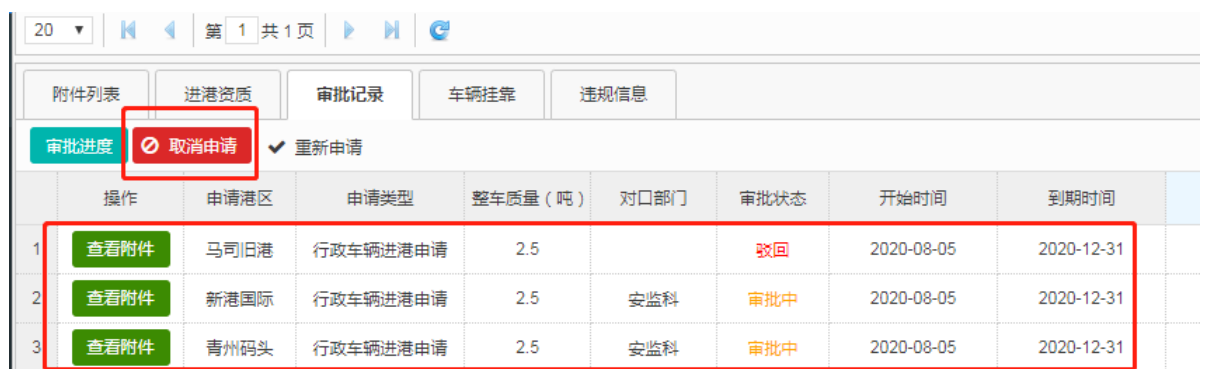 20 第 1 共 1 页
附件列表 进港资质 审批记录 车辆挂靠 违规信息
审批进度 取消申请 重新申请
操作 申请港区 申请类型 整车质量（吨） 对口部门 审批状态 开始时间 到期时间
1 查看附件 马司旧港 行政车辆进港申请 2.5 驳回 2020-08-05 2020-12-31
2 查看附件 新港国际 行政车辆进港申请 2.5 安监科 审批中 2020-08-05 2020-12-31
3 查看附件 青州码头 行政车辆进港申请 2.5 安监科 审批中 2020-08-05 2020-12-31